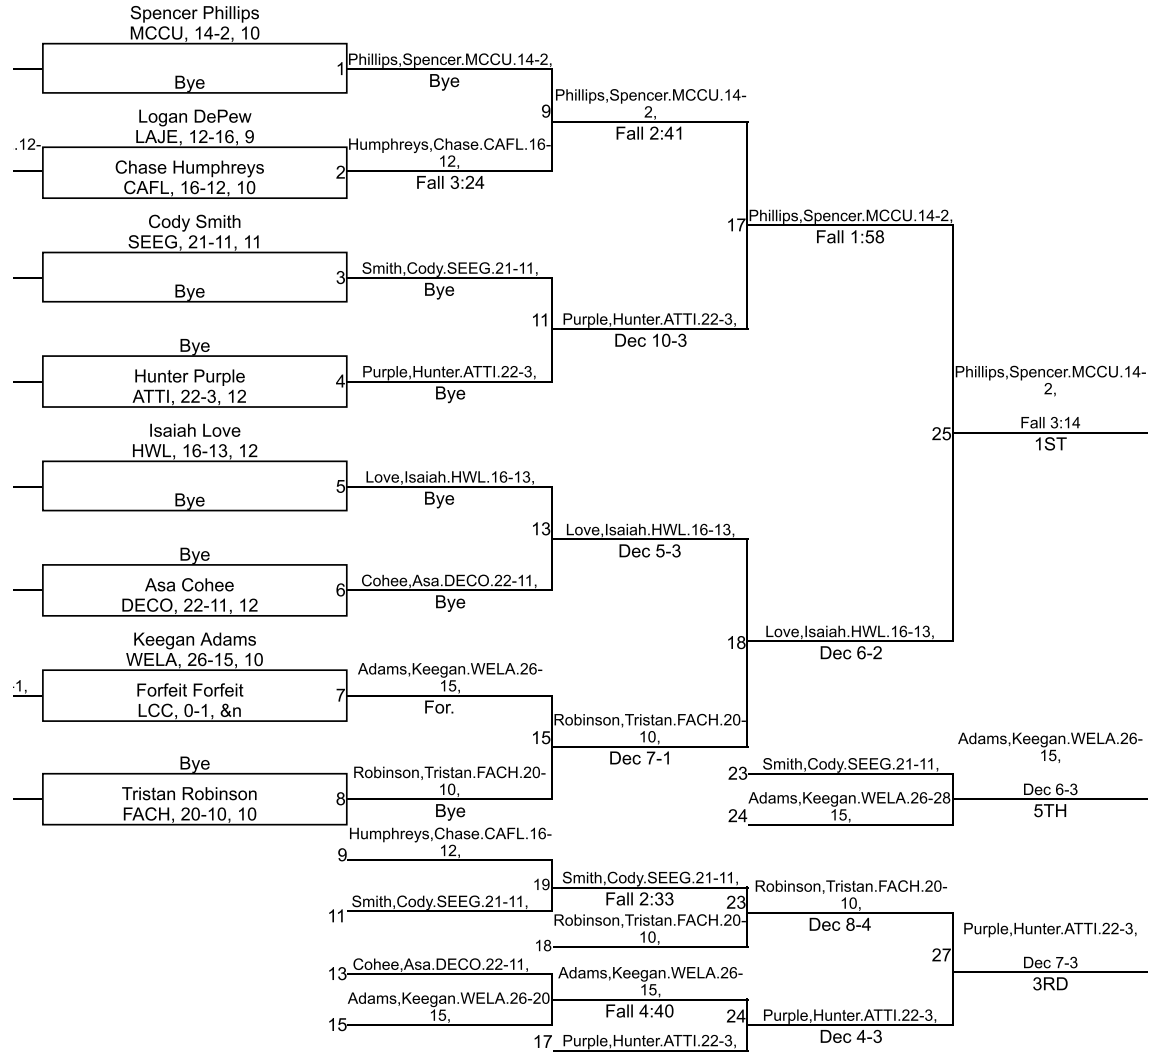 Spencer Phillips
MCCU, 14-2, 10
1
Phillips,Spencer.MCCU.14-2,
Bye
Bye
Phillips,Spencer.MCCU.14-
2,
9
Fall 2:41
Logan DePew
LAJE, 12-16, 9
.12-
Humphreys,Chase.CAFL.16-
12,
Chase Humphreys
CAFL, 16-12, 10
2
Fall 3:24
Cody Smith
SEEG, 21-11, 11
17
Phillips,Spencer.MCCU.14-2,
Fall 1:58
3
Smith,Cody.SEEG.21-11,
Bye
Bye
11
Purple,Hunter.ATTI.22-3,
Dec 10-3
Bye
Hunter Purple
ATTI, 22-3, 12
4
Purple,Hunter.ATTI.22-3,
Bye
Phillips,Spencer.MCCU.14-
2,
25
Fall 3:14
1ST
Isaiah Love
HWL, 16-13, 12
5
Love,Isaiah.HWL.16-13,
Bye
Bye
13
Love,Isaiah.HWL.16-13,
Dec 5-3
Bye
Asa Cohee
DECO, 22-11, 12
6
Cohee,Asa.DECO.22-11,
Bye
18
Love,Isaiah.HWL.16-13,
Dec 6-2
Keegan Adams
WELA, 26-15, 10
-1,
Forfeit Forfeit
LCC, 0-1, &n
7
Adams,Keegan.WELA.26-
15,
For.
15
Robinson,Tristan.FACH.20-
10,
Dec 7-1
Bye
Tristan Robinson
FACH, 20-10, 10
8
Robinson,Tristan.FACH.20-
10,
Bye
23
Smith,Cody.SEEG.21-11,
24
Adams,Keegan.WELA.26-28
15,
Adams,Keegan.WELA.26-
15,
Dec 6-3
5TH
9
Humphreys,Chase.CAFL.16-
12,
11
Smith,Cody.SEEG.21-11,
19
Smith,Cody.SEEG.21-11,
Fall 2:33
18
Robinson,Tristan.FACH.20-
10,
23
Robinson,Tristan.FACH.20-
10,
Dec 8-4
27
Purple,Hunter.ATTI.22-3,
Dec 7-3
3RD
13
Cohee,Asa.DECO.22-11,
15
Adams,Keegan.WELA.26-20
15,
Adams,Keegan.WELA.26-
15,
Fall 4:40
17
Purple,Hunter.ATTI.22-3,
24
Purple,Hunter.ATTI.22-3,
Dec 4-3